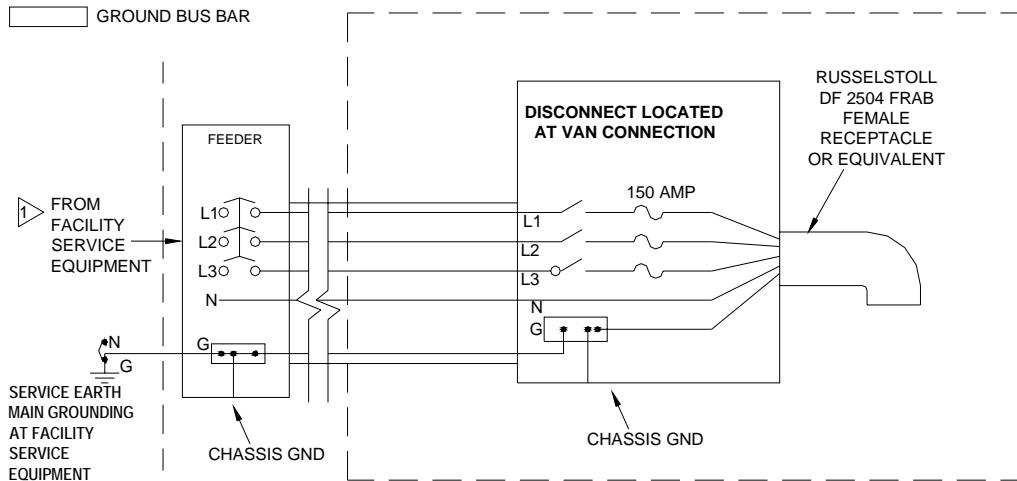 GROUND BUS BAR
RUSSELSTOLL
DF 2504 FRAB
FEMALE
RECEPTACLE
OR EQUIVALENT
DISCONNECT LOCATED
AT VAN CONNECTION
FEEDER
150 AMP
1
FROM
FACILITY
SERVICE
EQUIPMENT
L1
L2
L3
N
G
L1
L2
L3
N
G
N
G
SERVICE EARTH
MAIN GROUNDING
AT FACILITY
SERVICE
EQUIPMENT
CHASSIS GND
CHASSIS GND